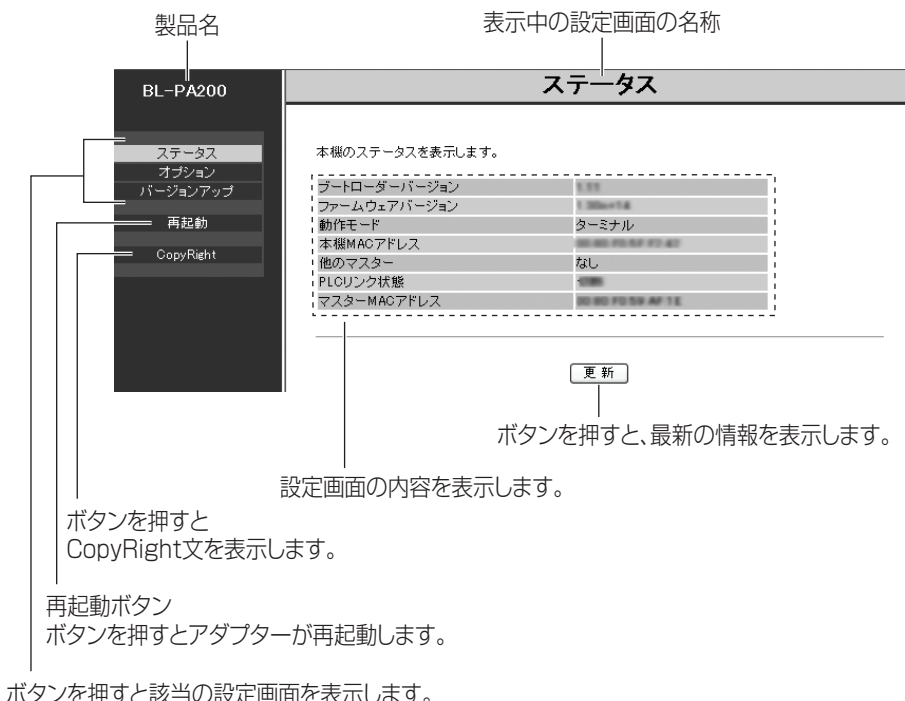 製品名
表示中の設定画面の名称
BL-PA200
ステータス
ステータス
オプション
バージョンアップ
再起動
CopyRight
本機のステータスを表示します。
ブートローダーバージョン
ファームウェアバージョン
動作モード ターミナル
本機MACアドレス
他のマスター なし
PLCリンク状態
マスターMACアドレス
更新
ボタンを押すと、最新の情報を表示します。
設定画面の内容を表示します。
ボタンを押すと
CopyRight文を表示します。
再起動ボタン
ボタンを押すとアダプターが再起動します。
ボタンを押すと該当の設定画面を表示します。